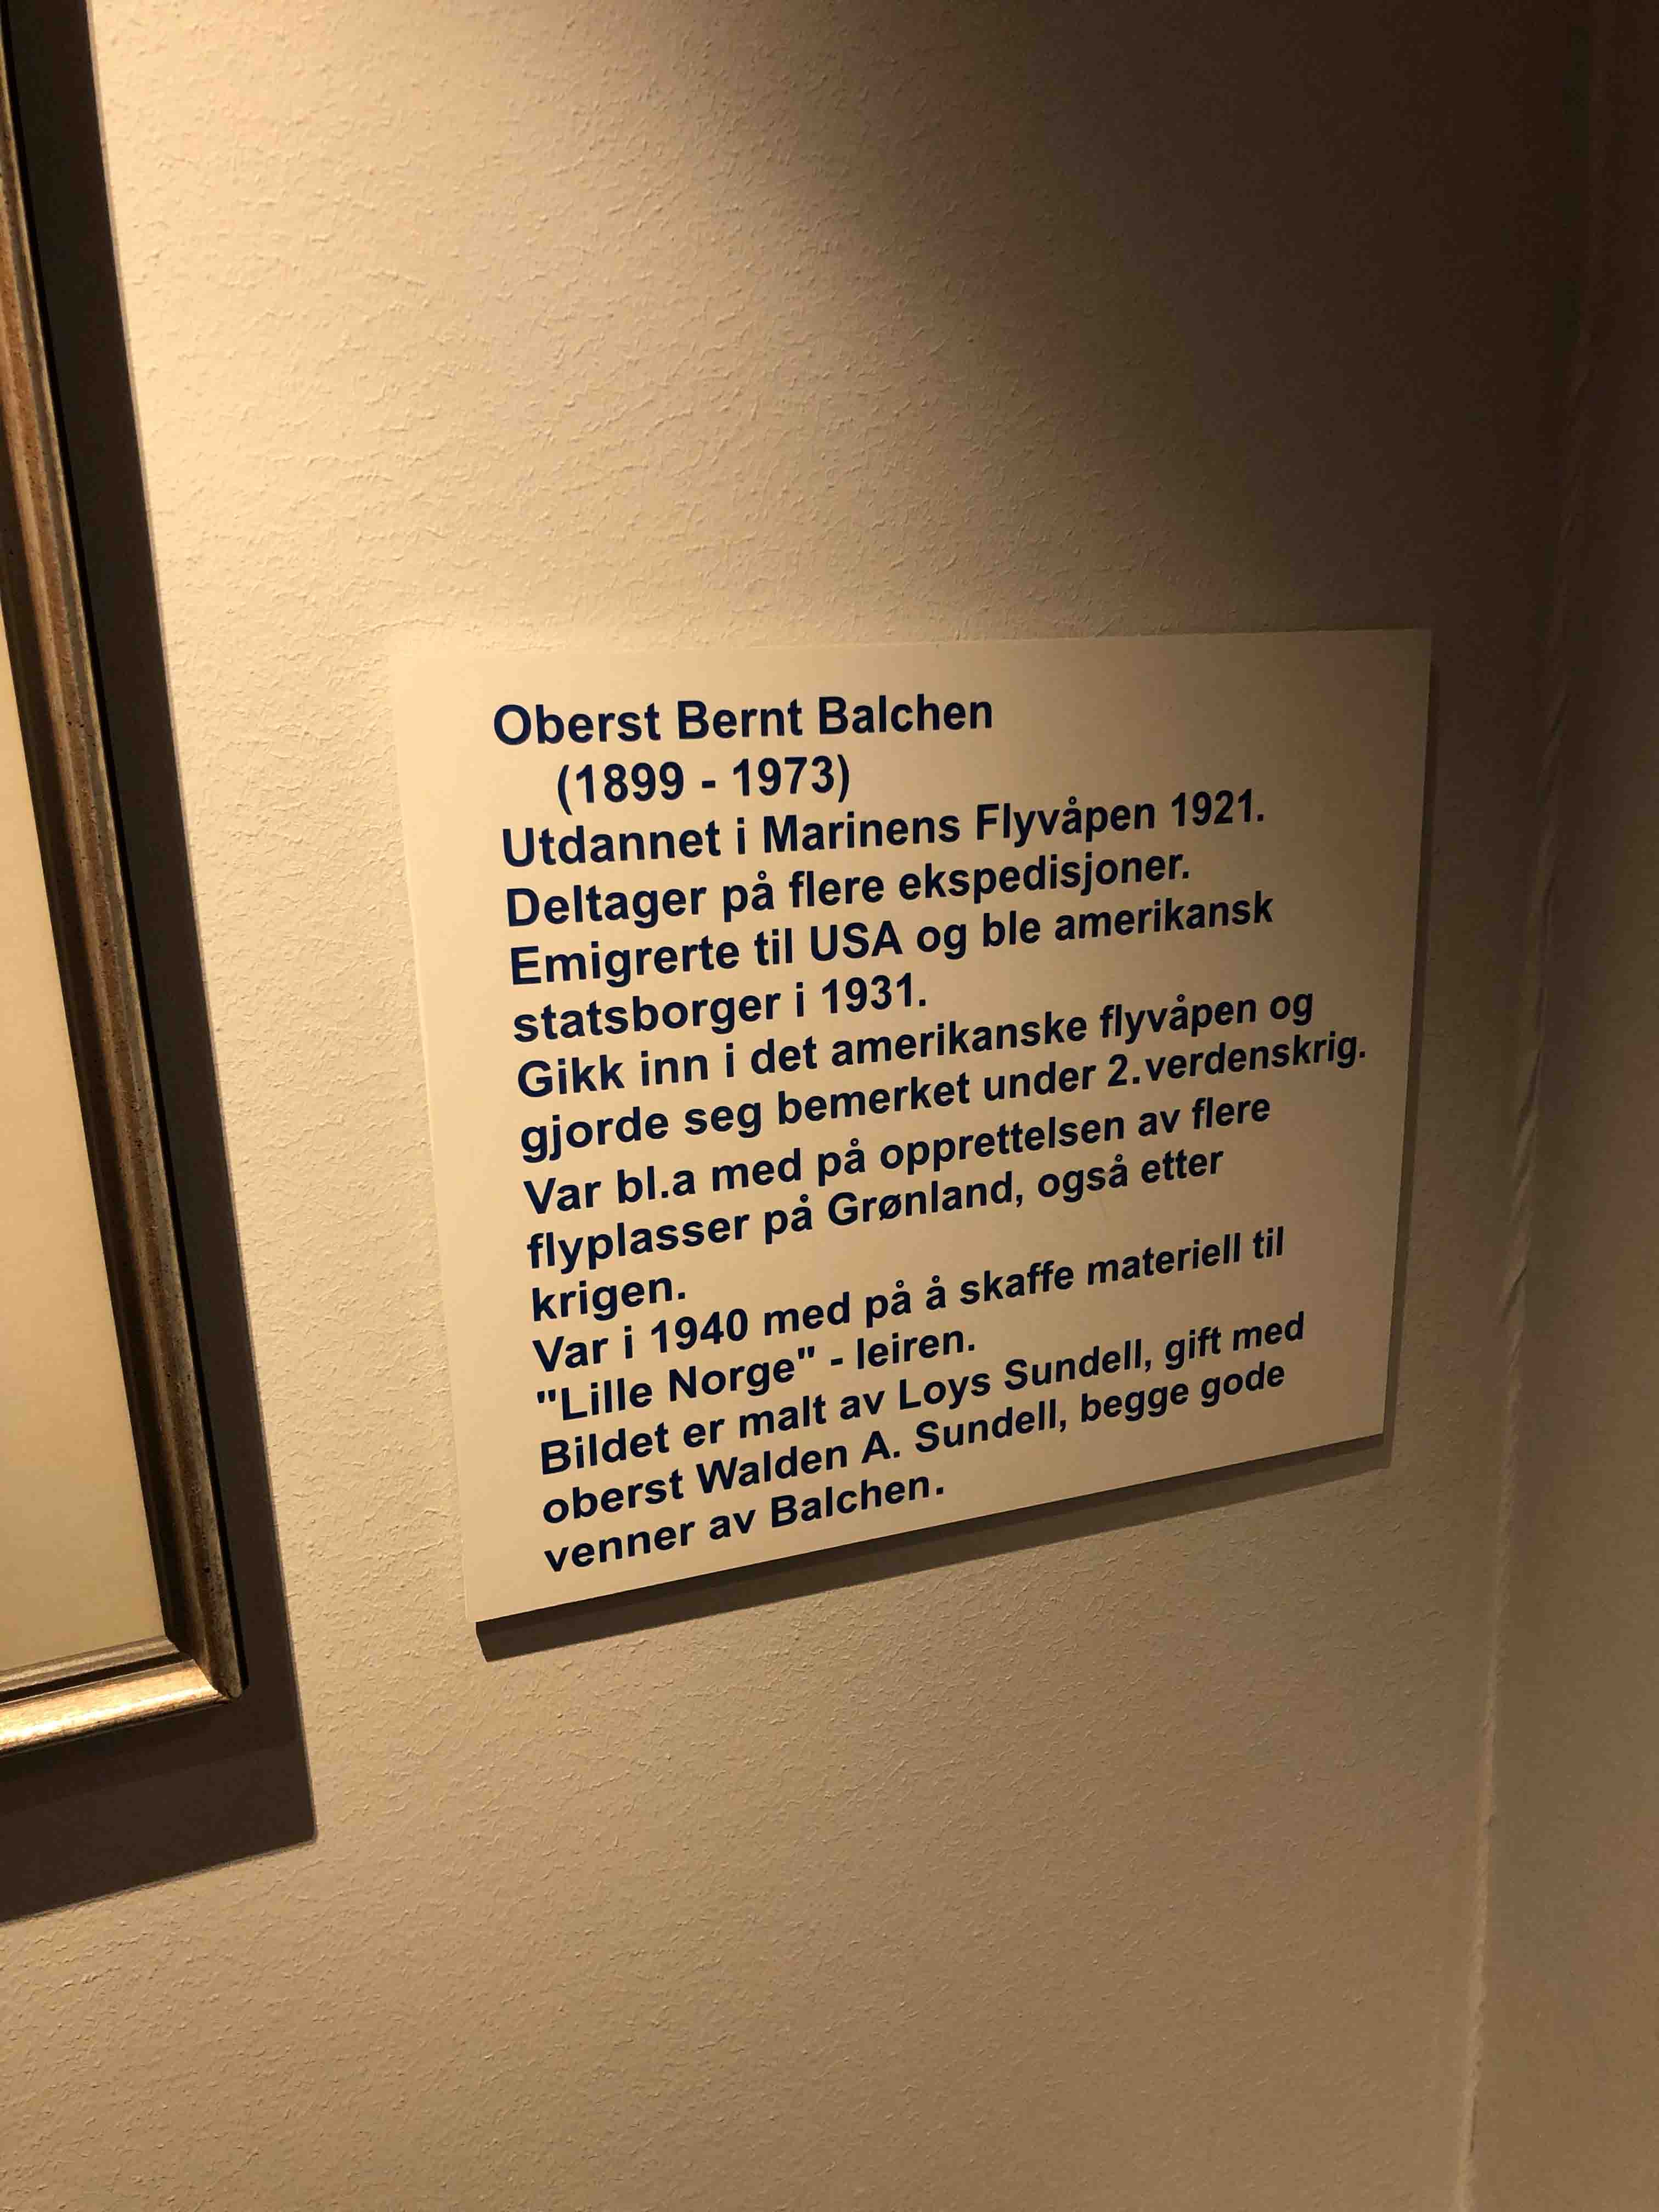 Oberst Bernt Balchen
(1899 - 1973)
Utdannet i Marinens Flyvåpen 1921.
Deltager på flere ekspedisjoner.
Emigrerte til USA og ble amerikansk
statsborger i 1931.
Gikk inn i det amerikanske flyvåpen og
gjorde seg bemerket under 2.verdenskrig.
Var bl.a med på opprettelsen av flere
flyplasser på Grønland, også etter
krigen.
Var i 1940 med på å skaffe materiell til
"Lille Norge" - leiren.
Bildet er malt av Loys Sundell, gift med
oberst Walden A. Sundell, begge gode
venner av Balchen.